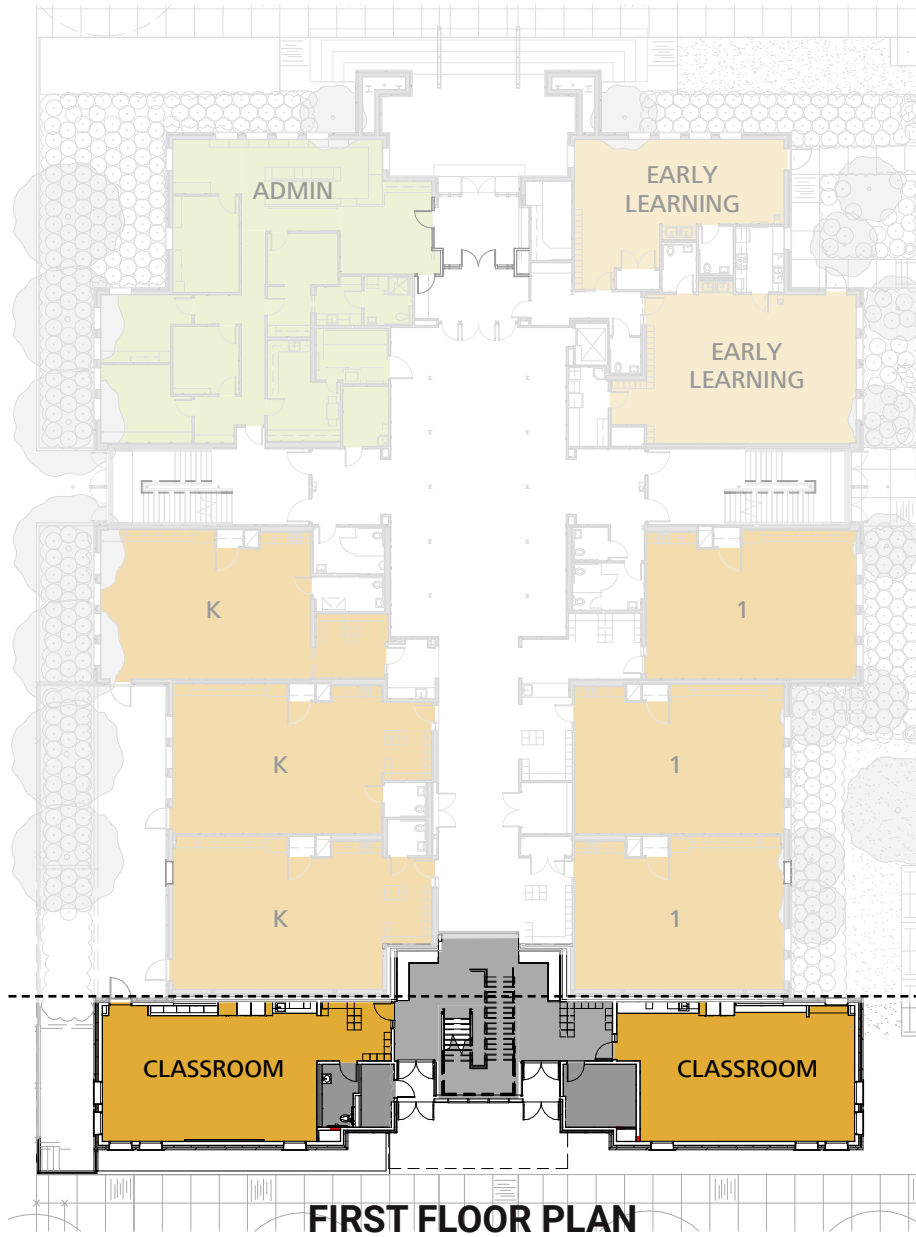 ADMIN
EARLY
LEARNING
EARLY
LEARNING
K
1
K
1
K
1
CLASSROOM
CLASSROOM
FIRST FLOOR PLAN